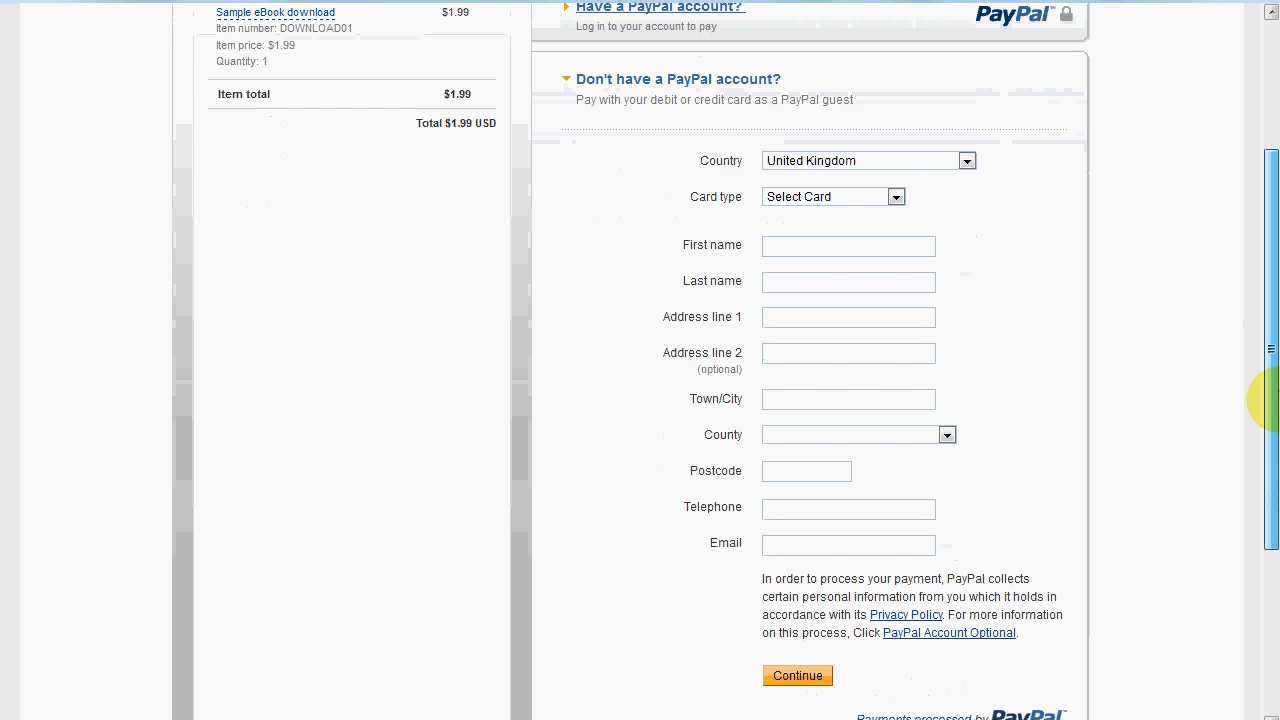 Sample eBook download $1.99
Item number: DOWNLOAD01
Item price: $1.99
Quantity: 1
Item total $1.99
Total $1.99 USD
Have a PayPal account?
Log in to your account to pay
PayPal™
Don't have a PayPal account?
Pay with your debit or credit card as a PayPal guest
Country United Kingdom
Card type Select Card
First name
Last name
Address line 1
Address line 2
(optional)
Town/City
County
Postcode
Telephone
Email
In order to process your payment, PayPal collects
certain personal information from you which it holds in
accordance with its Privacy Policy. For more information
on this process, Click PayPal Account Optional.
Continue
Payments processed by PayPal™